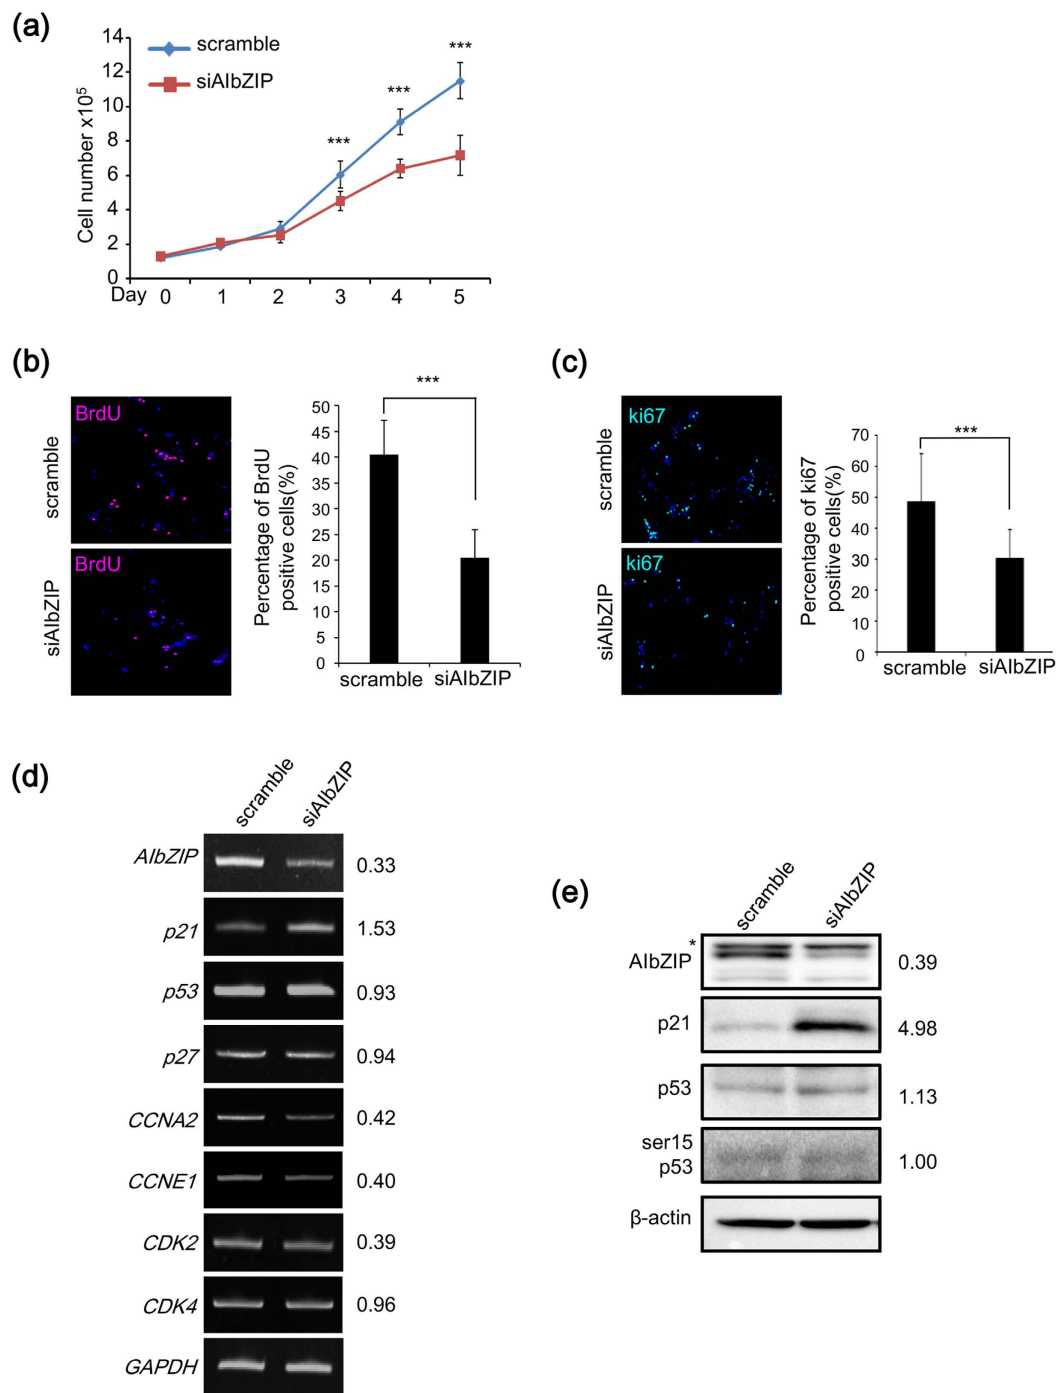 (a)
scramble
siAIbZIP
Cell number x10⁵
14
12
10
8
6
4
2
0
***
***
***
Day 0 1 2 3 4 5
(b)
BrdU
scramble
BrdU
siAIbZIP
Percentage of BrdU
positive cells(%)
50
45
40
35
30
25
20
15
10
5
0
***
scramble siAIbZIP
(c)
ki67
scramble
ki67
siAIbZIP
Percentage of ki67
positive cells(%)
70
60
50
40
30
20
10
0
***
scramble siAIbZIP
(d)
scramble siAIbZIP
AIbZIP 0.33
p21 1.53
p53 0.93
p27 0.94
CCNA2 0.42
CCNE1 0.40
CDK2 0.39
CDK4 0.96
GAPDH
(e)
scramble siAIbZIP
*
AIbZIP 0.39
p21 4.98
p53 1.13
ser15
p53 1.00
β-actin